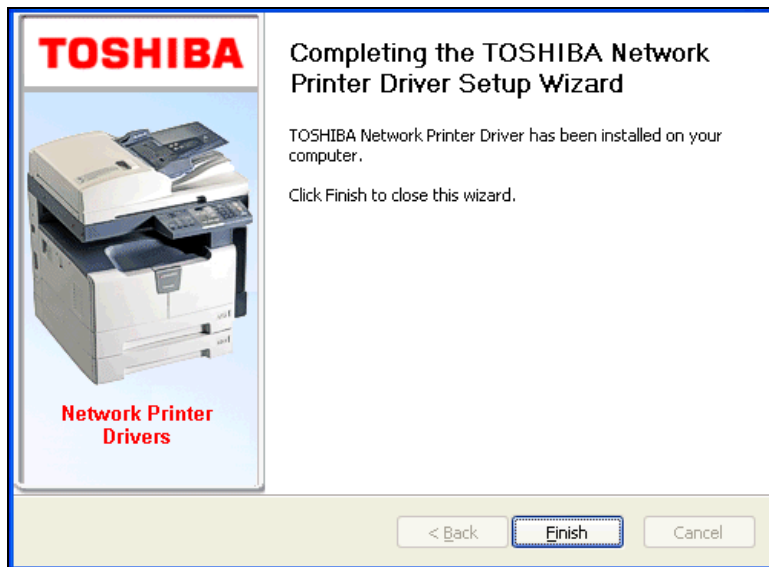 TOSHIBA
Completing the TOSHIBA Network
Printer Driver Setup Wizard
TOSHIBA Network Printer Driver has been installed on your
computer.
Click Finish to close this wizard.
Network Printer
Drivers
< Back
Finish
Cancel